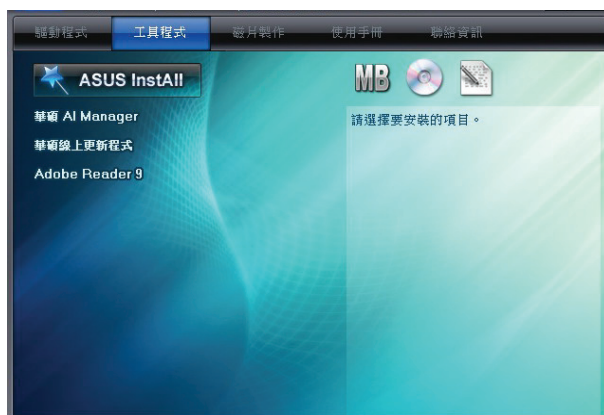 驅動程式 工具程式 磁片製作 使用手冊 聯絡資訊
ASUS InstAll
MB
華碩 AI Manager
請選擇要安裝的項目。
華碩線上更新程式
Adobe Reader 9